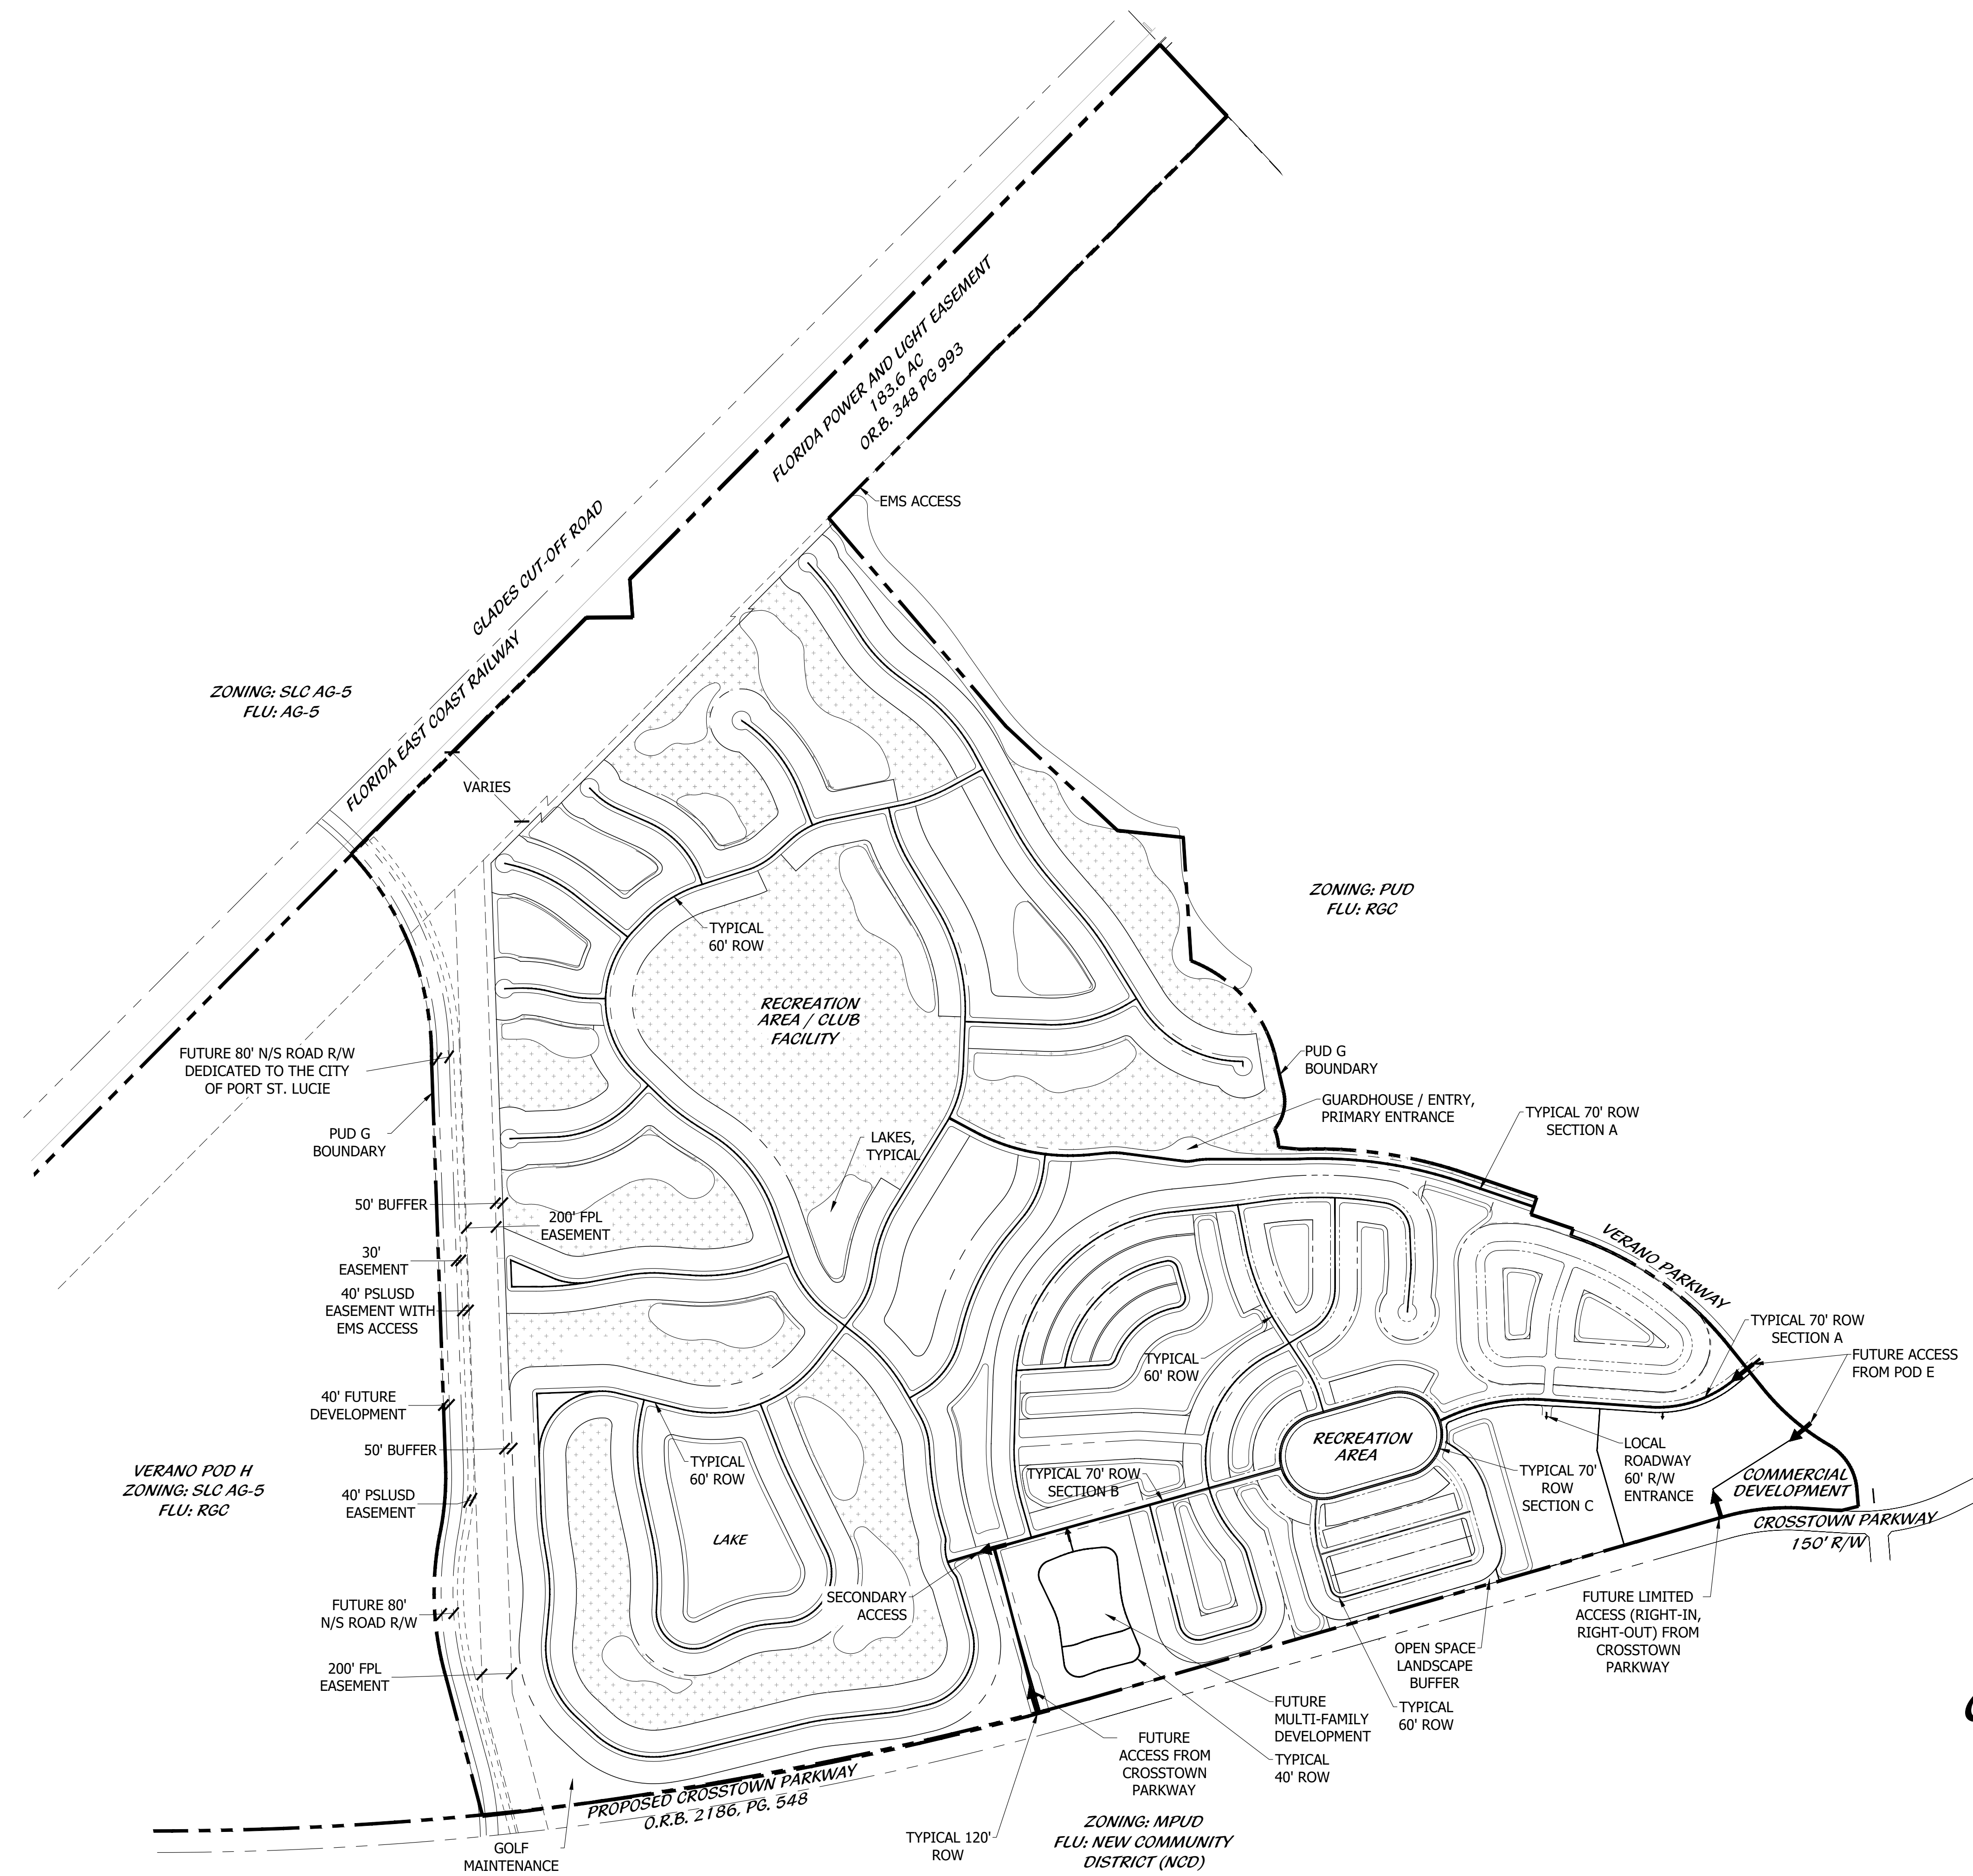 FLORIDA POWER AND LIGHT EASEMENT
183.6 AC
OR.B. 348 PG 993
EMS ACCESS
GLADES CUT-OFF ROAD
FLORIDA EAST COAST RAILWAY
ZONING: SLC AG-5
FLU: AG-5
VARIES
ZONING: PUD
FLU: RGC
TYPICAL
60' ROW
RECREATION
AREA / CLUB
FACILITY
FUTURE 80' N/S ROAD R/W
DEDICATED TO THE CITY
OF PORT ST. LUCIE
PUD G
BOUNDARY
PUD G
BOUNDARY
GUARDHOUSE / ENTRY,
PRIMARY ENTRANCE
TYPICAL 70' ROW
SECTION A
LAKES,
TYPICAL
50' BUFFER
200' FPL
EASEMENT
30'
EASEMENT
40' PSLUSD
EASEMENT WITH
EMS ACCESS
VERANO PARKWAY
TYPICAL 70' ROW
SECTION A
FUTURE ACCESS
FROM POD E
TYPICAL
60' ROW
40' FUTURE
DEVELOPMENT
50' BUFFER
TYPICAL
60' ROW
RECREATION
AREA
LOCAL
ROADWAY
60' R/W
ENTRANCE
TYPICAL 70'
ROW
SECTION C
COMMERCIAL
DEVELOPMENT
VERANO POD H
ZONING: SLC AG-5
FLU: RGC
40' PSLUSD
EASEMENT
TYPICAL 70' ROW
SECTION B
CROSSTOWN PARKWAY
150' R/W
LAKE
SECONDARY
ACCESS
FUTURE 80'
N/S ROAD R/W
FUTURE LIMITED
ACCESS (RIGHT-IN,
RIGHT-OUT) FROM
CROSSTOWN
PARKWAY
OPEN SPACE
LANDSCAPE
BUFFER
200' FPL
EASEMENT
FUTURE
MULTI-FAMILY
DEVELOPMENT
TYPICAL
60' ROW
FUTURE
ACCESS FROM
CROSSTOWN
PARKWAY
TYPICAL
40' ROW
PROPOSED CROSSTOWN PARKWAY
O.R.B. 2186, PG. 548
GOLF
MAINTENANCE
TYPICAL 120'
ROW
ZONING: MPUD
FLU: NEW COMMUNITY
DISTRICT (NCD)